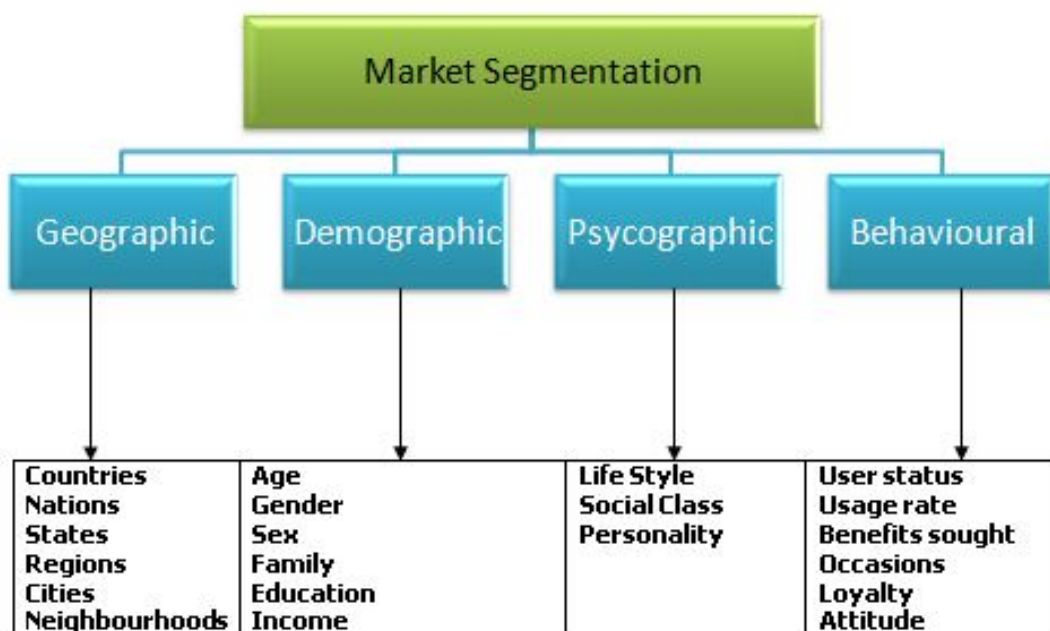 Market Segmentation
Geographic
Demographic
Psycographic
Behavioural
Countries
Nations
States
Regions
Cities
Neighbourhoods
Age
Gender
Sex
Family
Education
Income
Life Style
Social Class
Personality
User status
Usage rate
Benefits sought
Occasions
Loyalty
Attitude